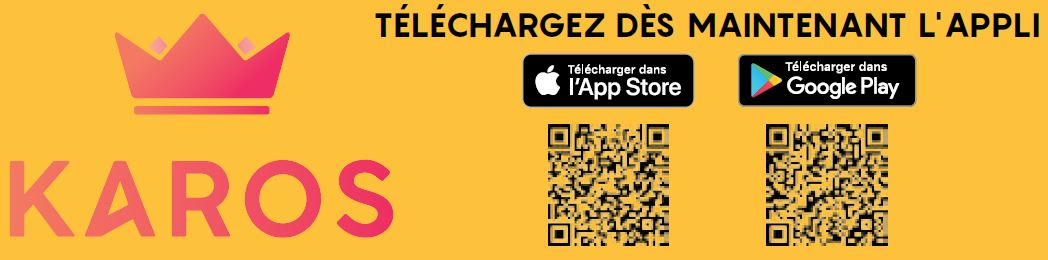 TÉLÉCHARGEZ DÈS MAINTENANT L'APPLI
Télécharger dans
l'App Store
Télécharger dans
Google Play
KAROS